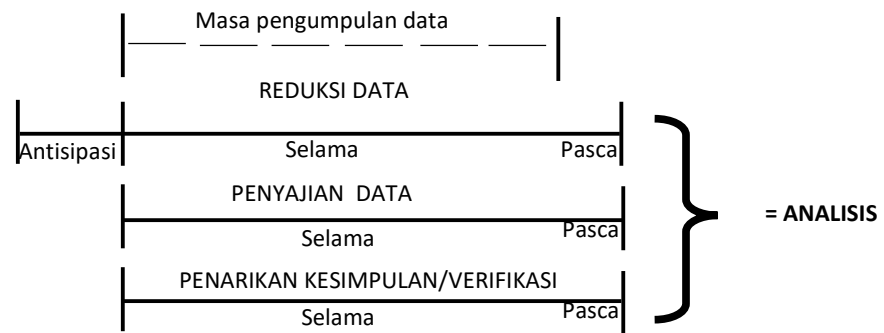 Masa pengumpulan data
REDUKSI DATA
Antisipasi Selama Pasca
PENYAJIAN DATA
Selama Pasca
= ANALISIS
PENARIKAN KESIMPULAN/VERIFIKASI
Selama Pasca